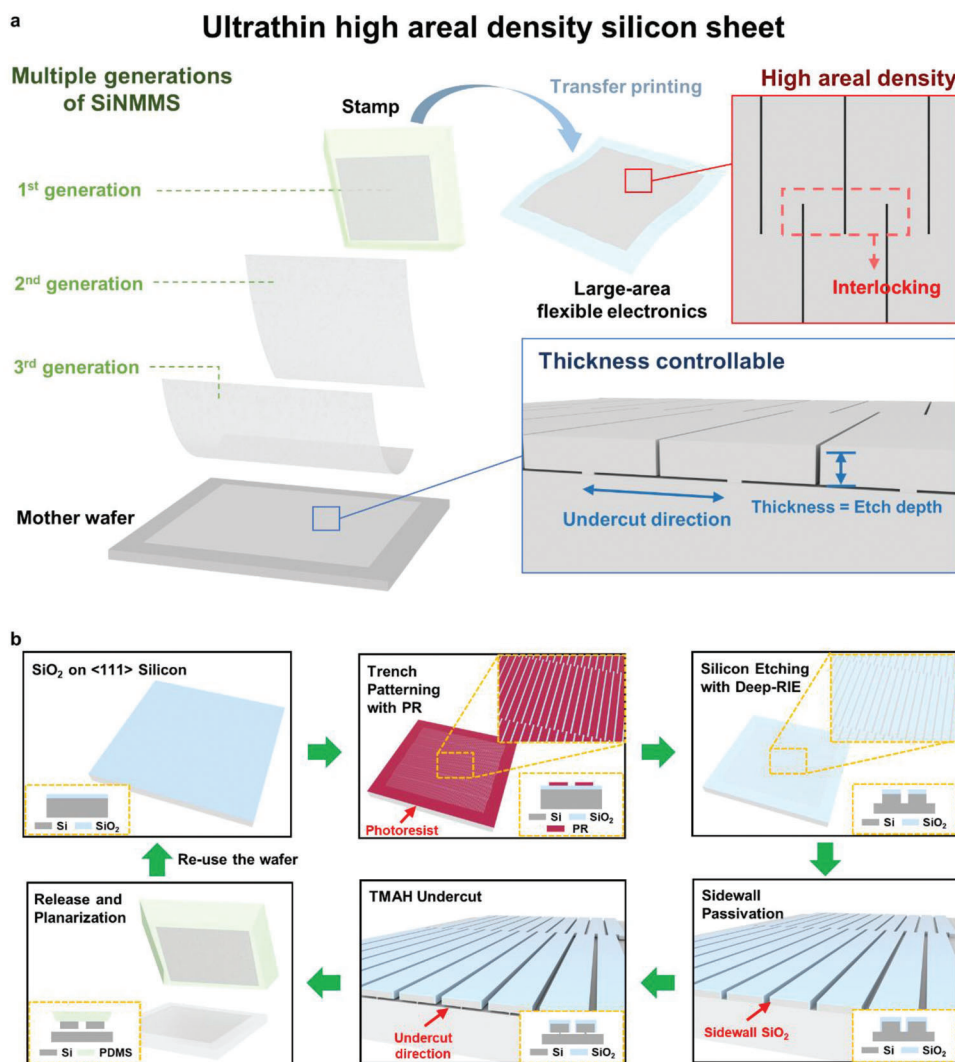 a
Ultrathin high areal density silicon sheet
Multiple generations
of SiNMMS
Stamp
Transfer printing
High areal density
1st generation
2nd generation
3rd generation
Large-area
flexible electronics
Interlocking
Mother wafer
Thickness controllable
Undercut direction
Thickness = Etch depth
b
SiO2 on <111> Silicon
Si SiO2
Trench
Patterning
with PR
Photoresist
Si SiO2
PR
Silicon Etching
with Deep-RIE
Si SiO2
Re-use the wafer
Release and
Planarization
Si PDMS
TMAH Undercut
Undercut
direction
Si SiO2
Sidewall
Passivation
Sidewall SiO2
Si SiO2